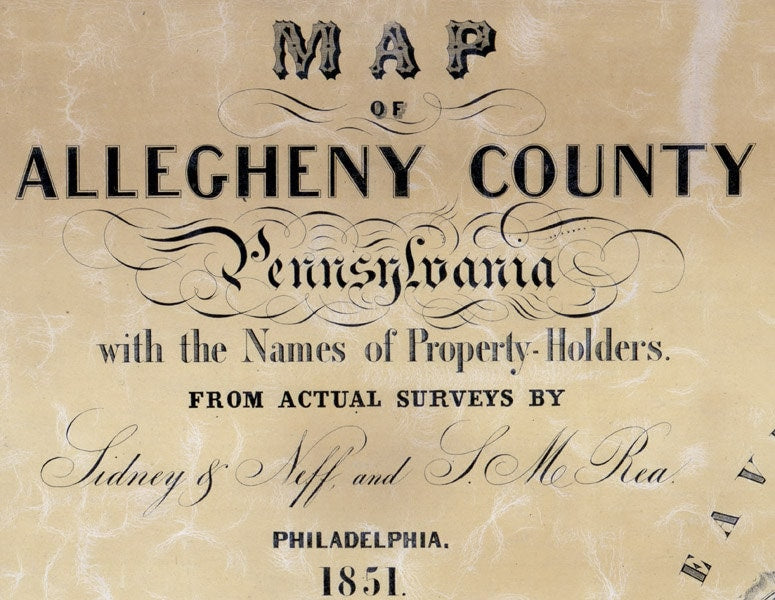 MAP
OF
ALLEGHENY COUNTY
Pennsylvania,
with the Names of Property-Holders.
FROM ACTUAL SURVEYS BY
Sidney & Neff, and S. M Rea.
PHILADELPHIA.
1851.
EAV